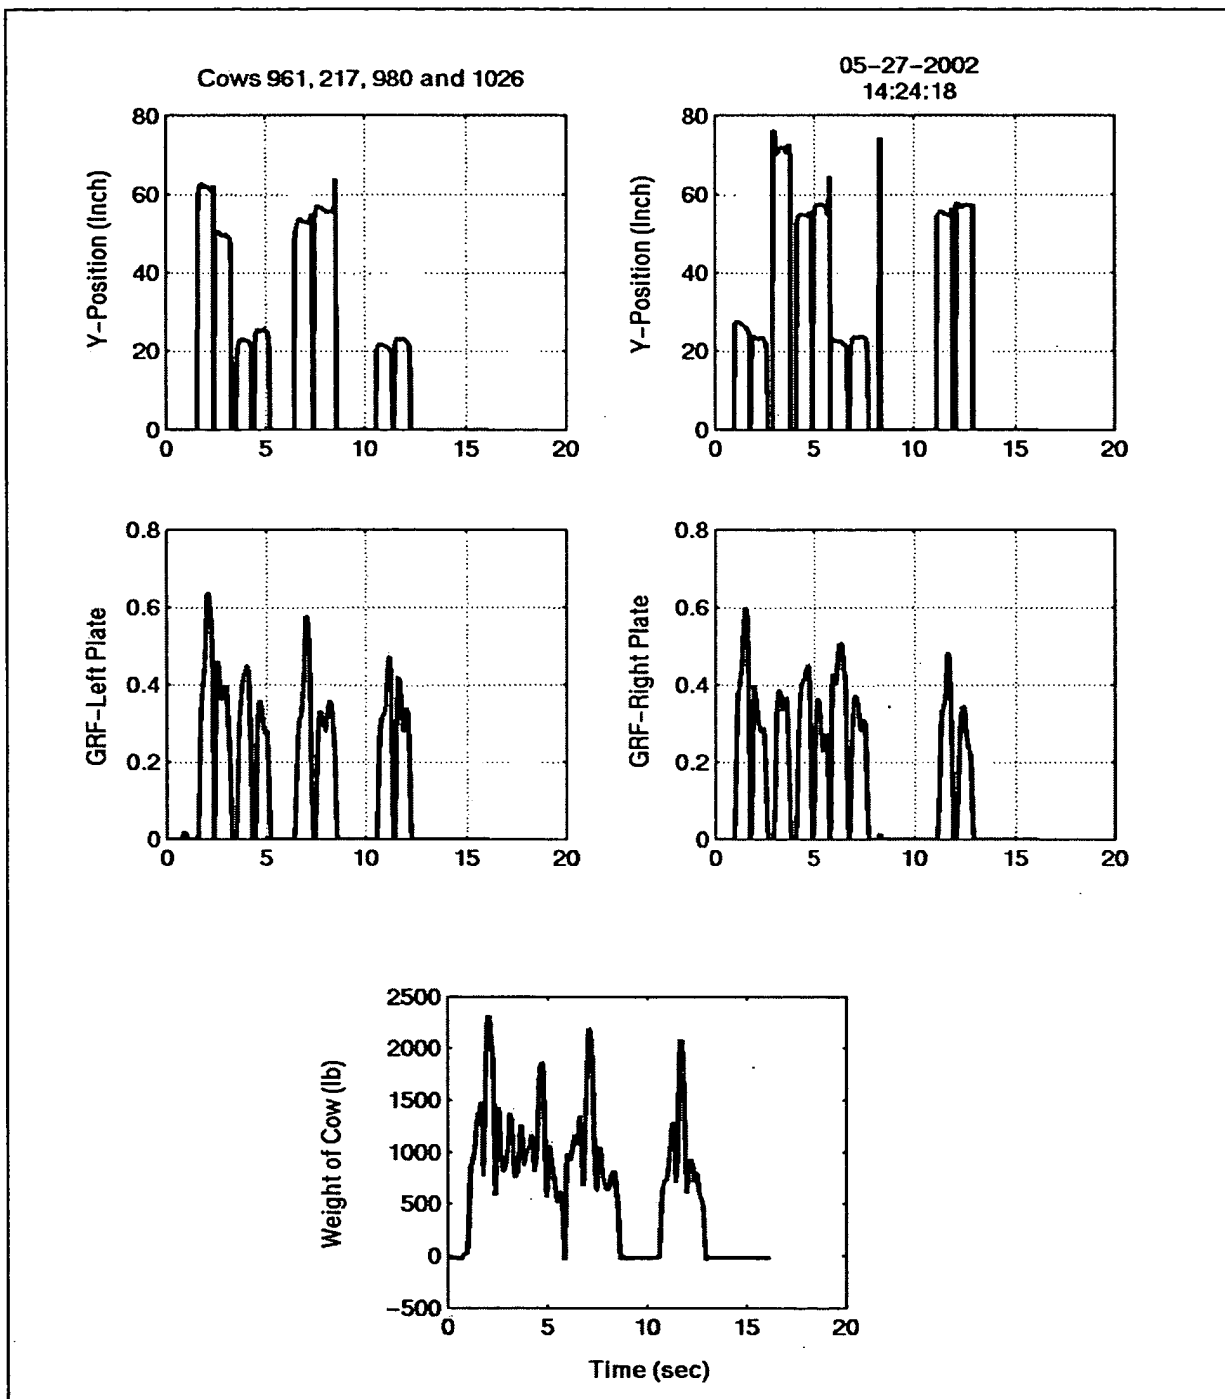 Cows 961, 217, 980 and 1026
05-27-2002
14:24:18
Y-Position (Inch)
80
60
40
20
0
0 5 10 15 20
Y-Position (Inch)
80
60
40
20
0
0 5 10 15 20
GRF-Left Plate
0.8
0.6
0.4
0.2
0
0 5 10 15 20
GRF-Right Plate
0.8
0.6
0.4
0.2
0
0 5 10 15 20
Weight of Cow (lb)
2500
2000
1500
1000
500
0
-500
0 5 10 15 20
Time (sec)